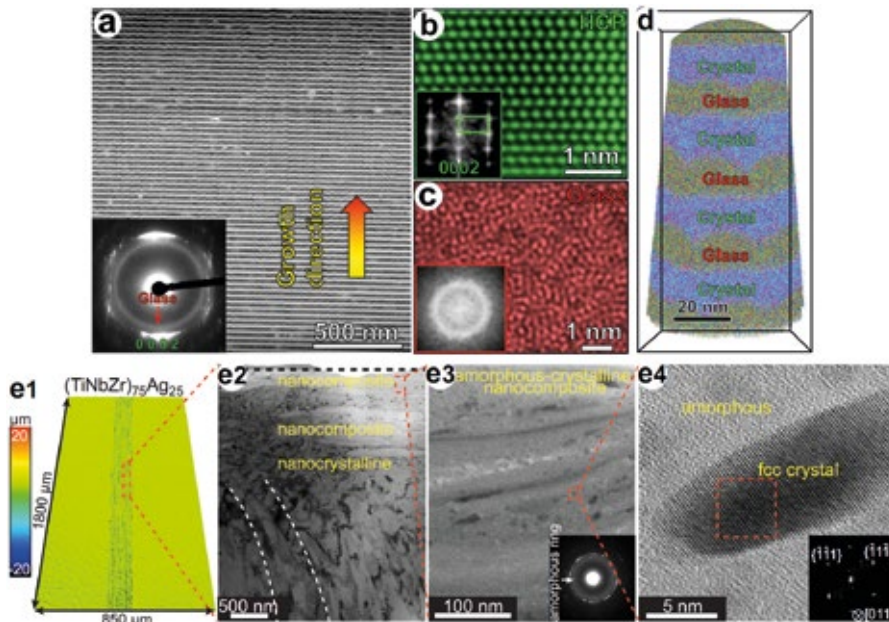 a
Growth
direction
Glass
0002
500 nm
b
HCP
0002
1 nm
c
Glass
1 nm
d
Crystal
Glass
Crystal
Glass
Crystal
Glass
Crystal
20 nm
e1
(TiNbZr)75Ag25
μm
20
-20
1800 μm
850 μm
e2
nanocomposite
nanocomposite
nanocrystalline
500 nm
e3
amorphous-crystalline
nanocomposite
amorphous ring
100 nm
e4
amorphous
fcc crystal
5 nm